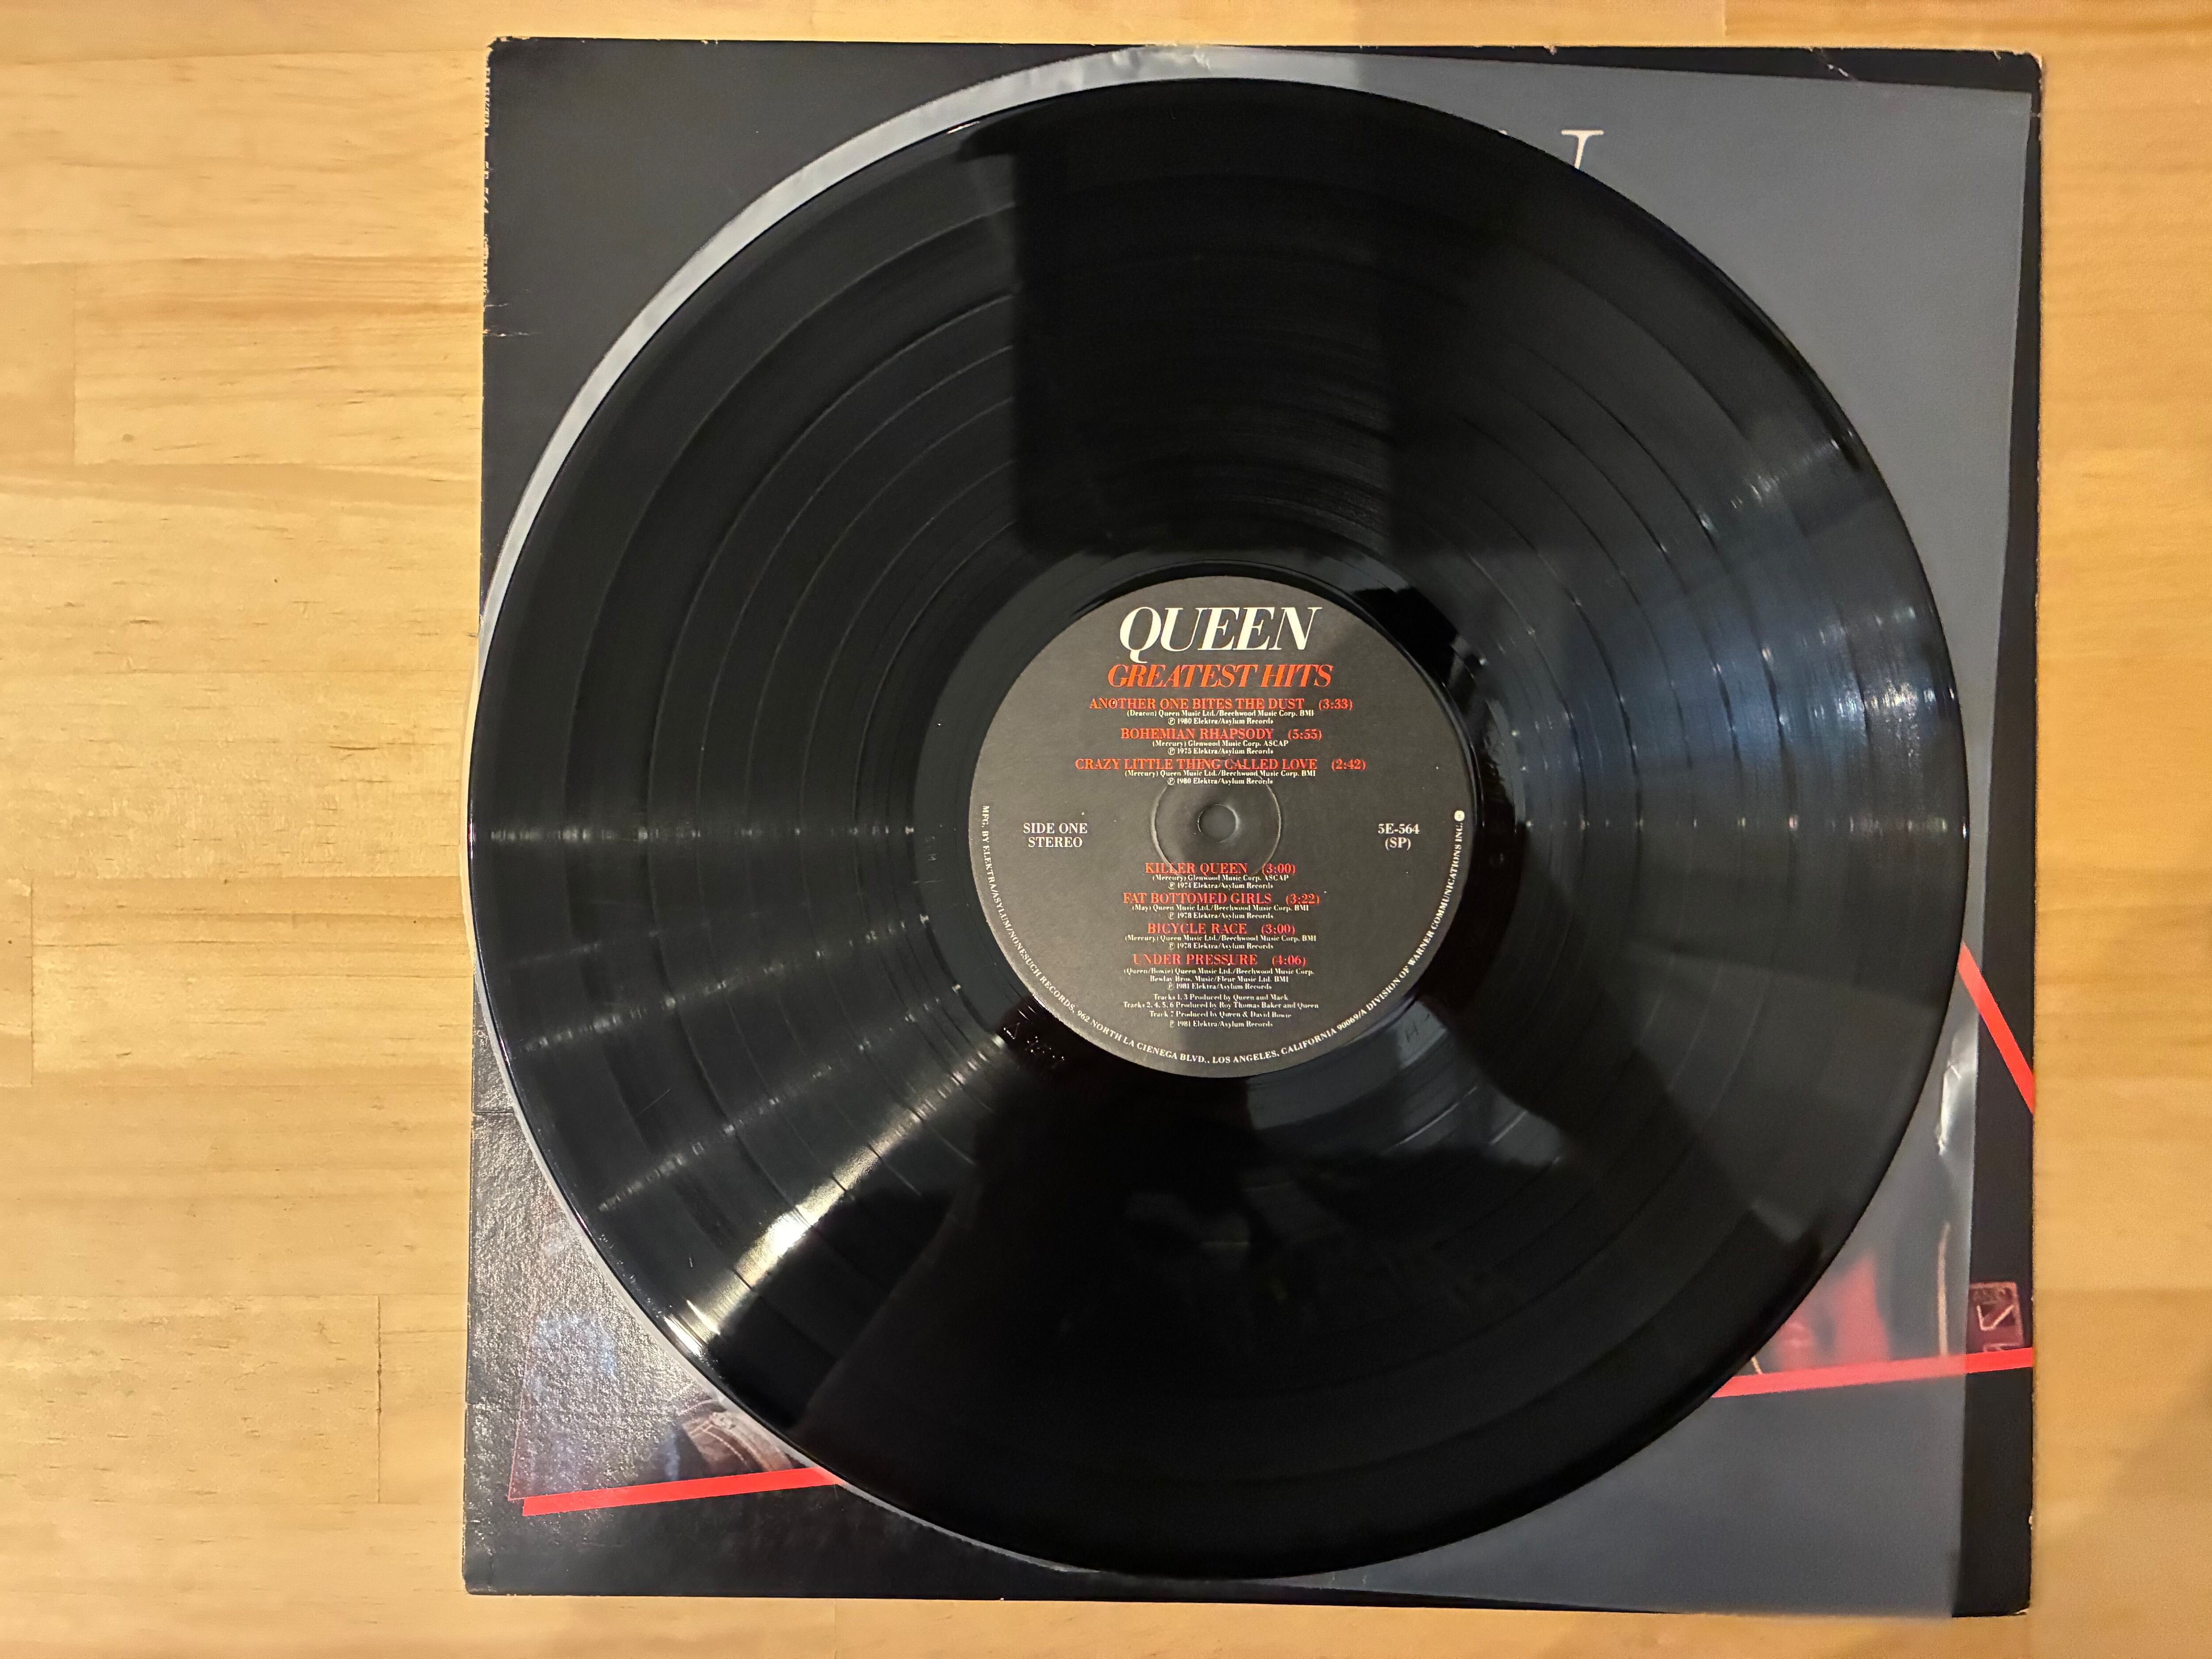 QUEEN
GREATEST HITS
ANOTHER ONE BITES THE DUST (3:33)
(Deacon) Queen Music Ltd./Beechwood Music Corp. BMI
℗ 1980 Elektra/Asylum Records
BOHEMIAN RHAPSODY (5:55)
(Mercury) Glenwood Music Corp. ASCAP
℗ 1975 Elektra/Asylum Records
CRAZY LITTLE THING CALLED LOVE (2:42)
(Mercury) Queen Music Ltd./Beechwood Music Corp. BMI
℗ 1980 Elektra/Asylum Records
SIDE ONE
STEREO
5E-564
(SP)
KILLER QUEEN (3:00)
(Mercury) Glenwood Music Corp. ASCAP
℗ 1974 Elektra/Asylum Records
FAT BOTTOMED GIRLS (3:22)
(May) Queen Music Ltd./Beechwood Music Corp. BMI
℗ 1978 Elektra/Asylum Records
BICYCLE RACE (3:00)
(Mercury) Queen Music Ltd./Beechwood Music Corp. BMI
℗ 1978 Elektra/Asylum Records
UNDER PRESSURE (4:06)
(Queen/Bowie) Queen Music Ltd./Beechwood Music Corp.
Bewlay Bros. Music/Fleur Music Ltd. BMI
℗ 1981 Elektra/Asylum Records
Tracks 1, 3 Produced by Queen and Mack
Tracks 2, 4, 5, 6 Produced by Roy Thomas Baker and Queen
Track 7 Produced by Queen & David Bowie
℗ 1981 Elektra/Asylum Records
MFG. BY ELEKTRA/ASYLUM/NONESUCH RECORDS, 962 NORTH LA CIENEGA BLVD., LOS ANGELES, CALIFORNIA 90069/A DIVISION OF WARNER COMMUNICATIONS INC.